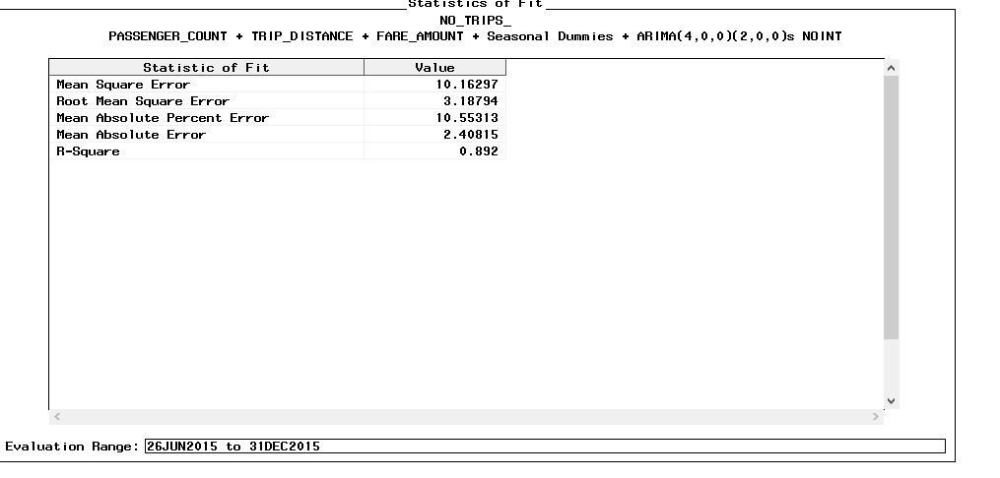 Statistics of Fit
NO_TRIPS_
PASSENGER_COUNT + TRIP_DISTANCE + FARE_AMOUNT + Seasonal Dummies + ARIMA(4,0,0)(2,0,0)s NOINT
Statistic of Fit Value
Mean Square Error 10.16297
Root Mean Square Error 3.18794
Mean Absolute Percent Error 10.55313
Mean Absolute Error 2.40815
R-Square 0.892
Evaluation Range: 26JUN2015 to 31DEC2015